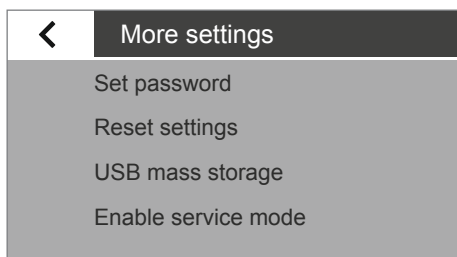 More settings
Set password
Reset settings
USB mass storage
Enable service mode